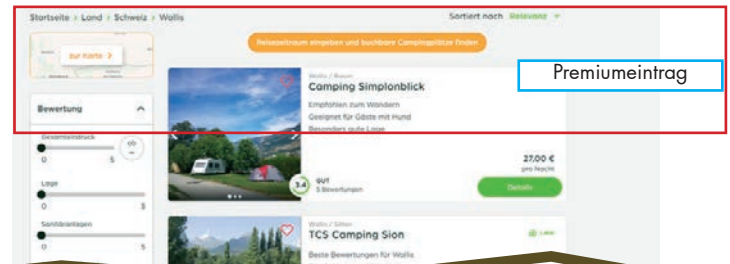 Startseite > Land > Schweiz > Wallis
Sortiert nach Relevanz
Reisezeitraum eingeben und buchbare Campingplätze finden
zur Karte >
Premiumeintrag
Wallis / Raron
Camping Simplonblick
Empfohlen zum Wandern
Geeignet für Gäste mit Hund
Besonders gute Lage
Bewertung
Gesamteindruck
0 5
27,00 €
pro Nacht
3.4 GUT
5 Bewertungen
Details
Lage
0 5
Sanitäranlagen
0 5
Wallis / Sitten
TCS Camping Sion
Beste Bewertungen für Wallis